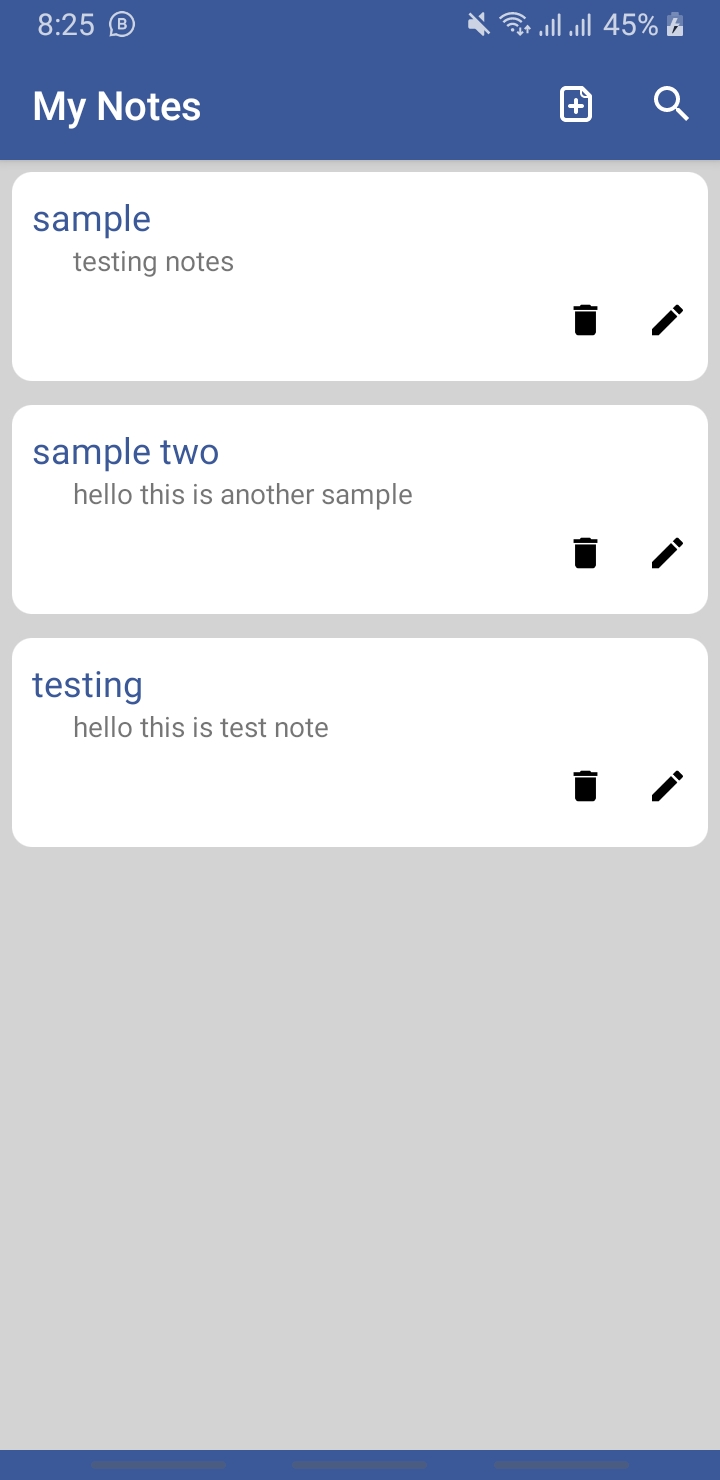 8:25 B 45%
My Notes
sample
testing notes
sample two
hello this is another sample
testing
hello this is test note